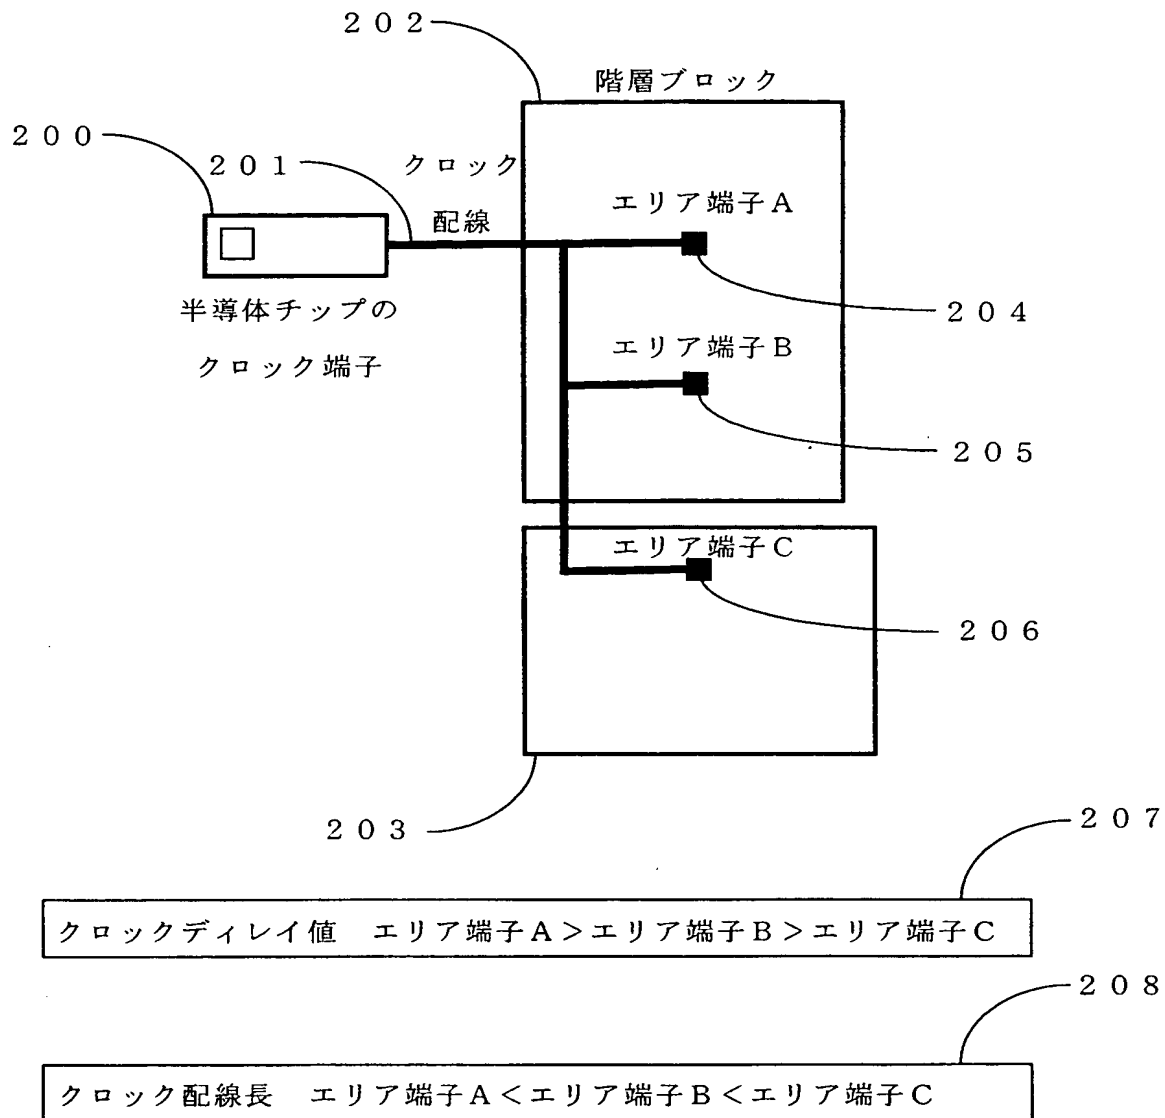 ２０２
階層ブロック
２００
２０１
クロック
配線
エリア端子Ａ
半導体チップの
クロック端子
２０４
エリア端子Ｂ
２０５
エリア端子Ｃ
２０６
２０３
２０７
クロックディレイ値　エリア端子Ａ＞エリア端子Ｂ＞エリア端子Ｃ
２０８
クロック配線長　エリア端子Ａ＜エリア端子Ｂ＜エリア端子Ｃ